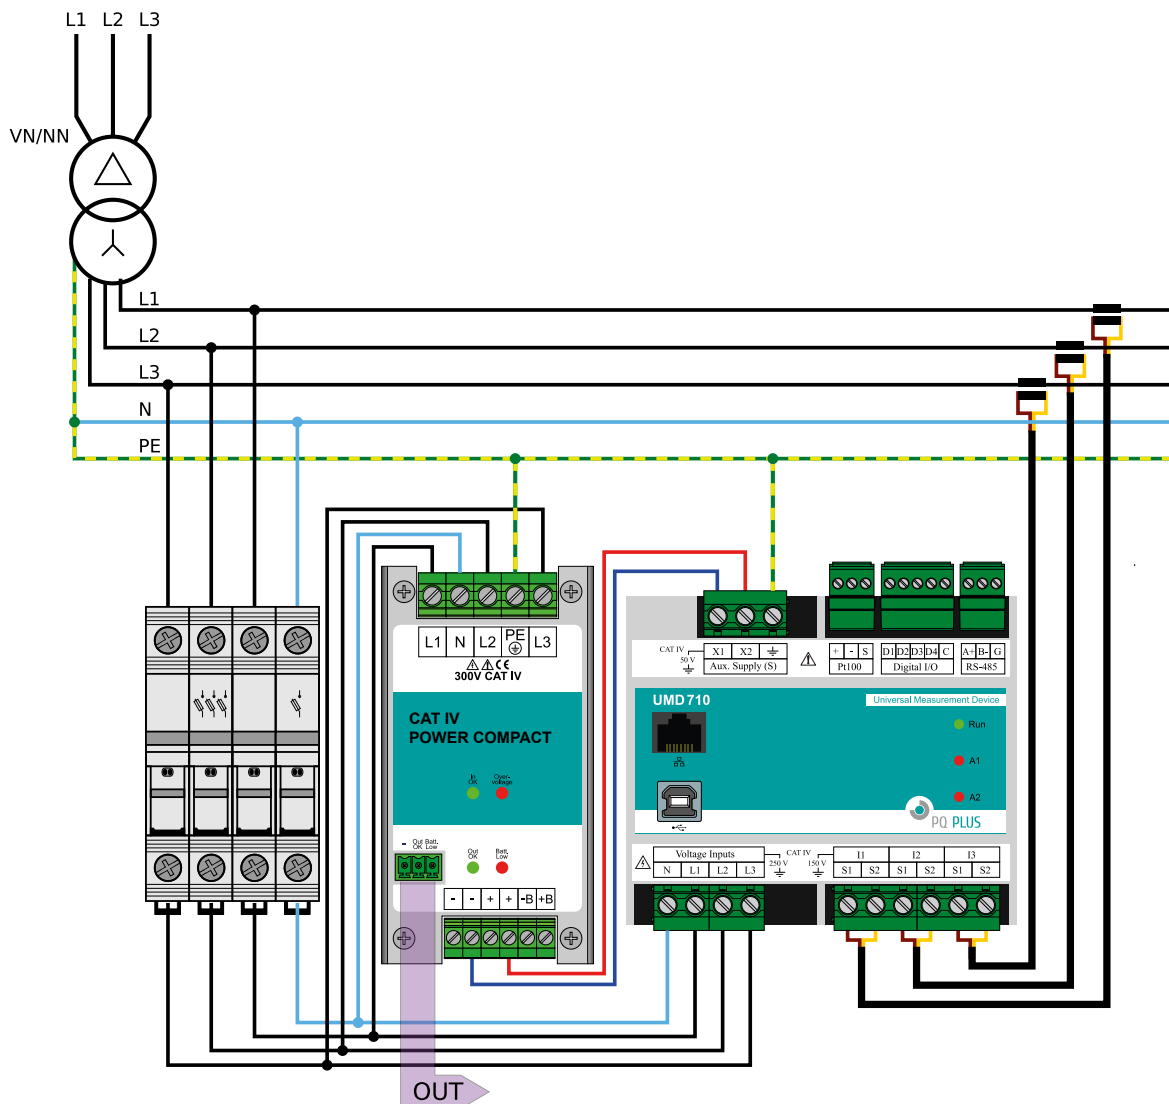 L1 L2 L3
VN/NN
L1
L2
L3
N
PE
L1 N L2 PE L3
300V CAT IV
CAT IV
POWER COMPACT
In OK
Over-voltage
- Out OK Batt. Low
Out OK
Batt. Low
- - + + -B +B
OUT
CAT IV
50 V
X1 X2
Aux. Supply (S)
+ - S
Pt100
D1 D2 D3 D4 C
Digital I/O
A+ B- G
RS-485
UMD 710
Universal Measurement Device
Run
A1
A2
PQ PLUS
Voltage Inputs
N L1 L2 L3
250 V
CAT IV
150 V
I1 I2 I3
S1 S2 S1 S2 S1 S2